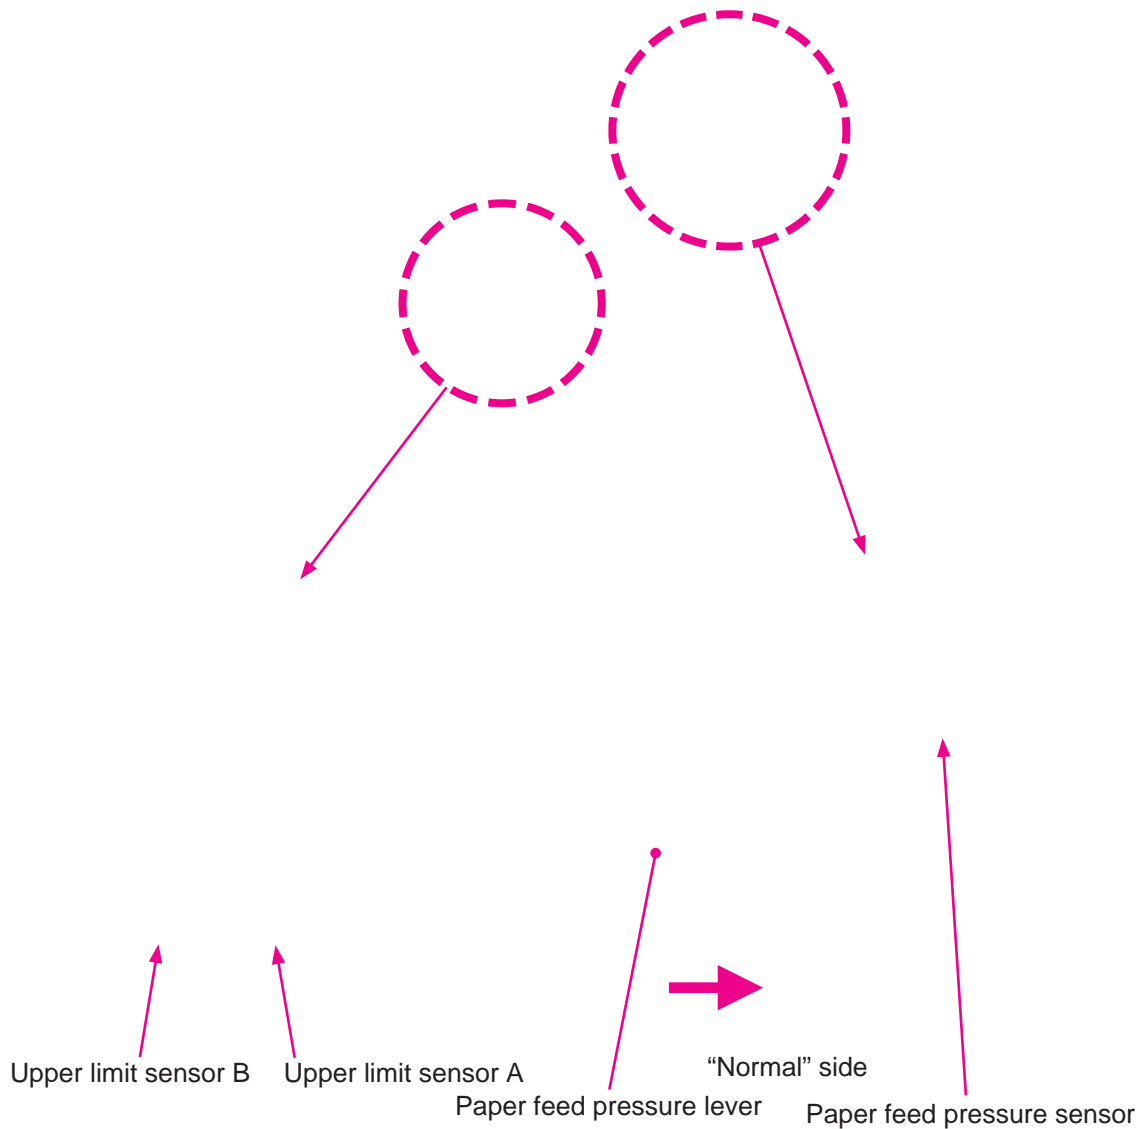 Upper limit sensor B
Upper limit sensor A
“Normal” side
Paper feed pressure lever
Paper feed pressure sensor